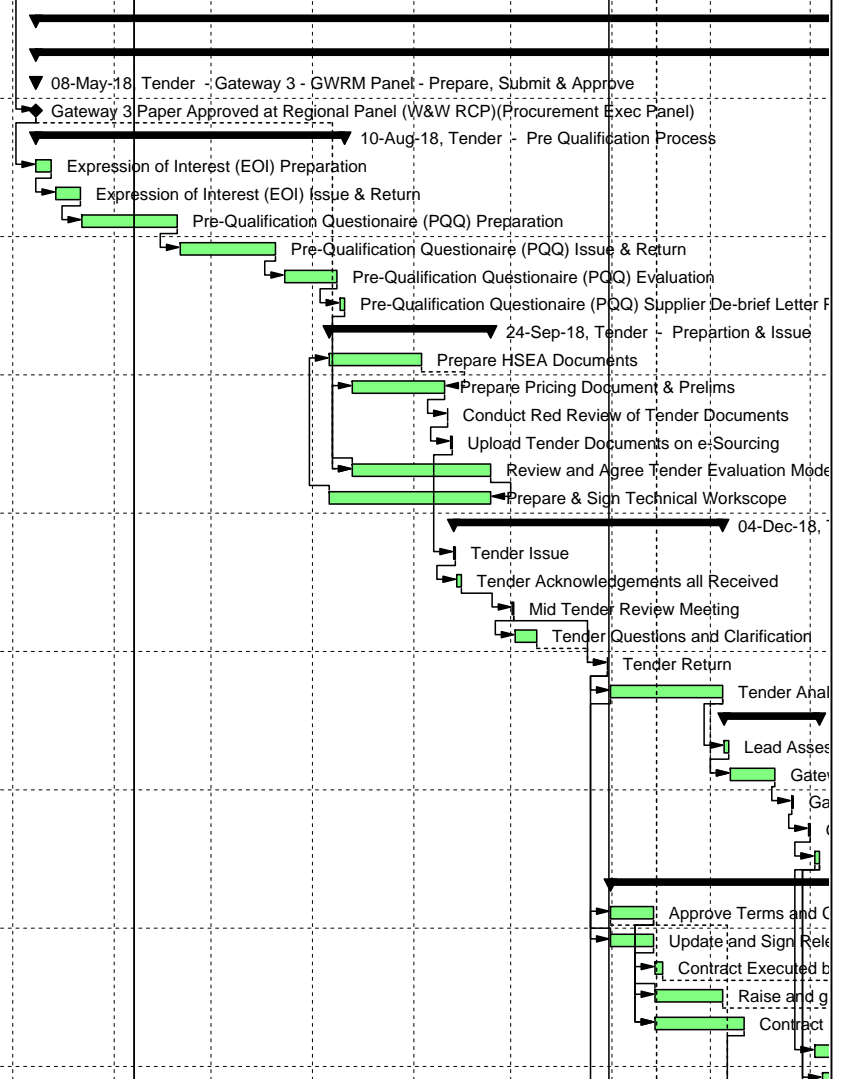 08-May-18, Tender - Gateway 3 - GWRM Panel - Prepare, Submit & Approve
Gateway 3 Paper Approved at Regional Panel (W&W RCP)(Procurement Exec Panel)
10-Aug-18, Tender - Pre Qualification Process
Expression of Interest (EOI) Preparation
Expression of Interest (EOI) Issue & Return
Pre-Qualification Questionaire (PQQ) Preparation
Pre-Qualification Questionaire (PQQ) Issue & Return
Pre-Qualification Questionaire (PQQ) Evaluation
Pre-Qualification Questionaire (PQQ) Supplier De-brief Letter
24-Sep-18, Tender - Prepartion & Issue
Prepare HSEA Documents
Prepare Pricing Document & Prelims
Conduct Red Review of Tender Documents
Upload Tender Documents on e-Sourcing
Review and Agree Tender Evaluation Mode
Prepare & Sign Technical Workscope
04-Dec-18,
Tender Issue
Tender Acknowledgements all Received
Mid Tender Review Meeting
Tender Questions and Clarification
Tender Return
Tender Anal
Lead Asses
Gatew
Ga
Approve Terms and
Update and Sign Rele
Contract Executed b
Raise and g
Contract